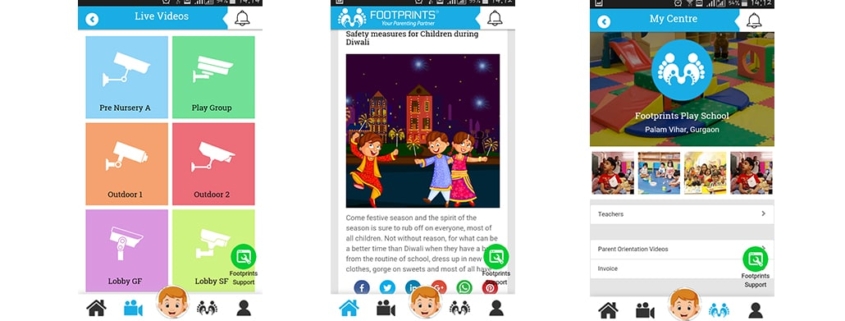 14:14
Live Videos
Pre Nursery A
Play Group
Outdoor 1
Outdoor 2
Lobby GF
Lobby SF
Footprints
Support
94% 14:12
FOOTPRINTS
Your Parenting Partner
Safety measures for Children during
Diwali
Come festive season and the spirit of the
season is sure to rub off on everyone, most of
all children. Not without reason, for what can
be a better time than Diwali when they have a
from the routine of school, dress up in new
clothes, gorge on sweets and most of all have
Footprints
Support
94% 14:12
My Centre
Footprints Play School
Palam Vihar, Gurgaon
Teachers
Parent Orientation Videos
Invoice
Footprints
Support